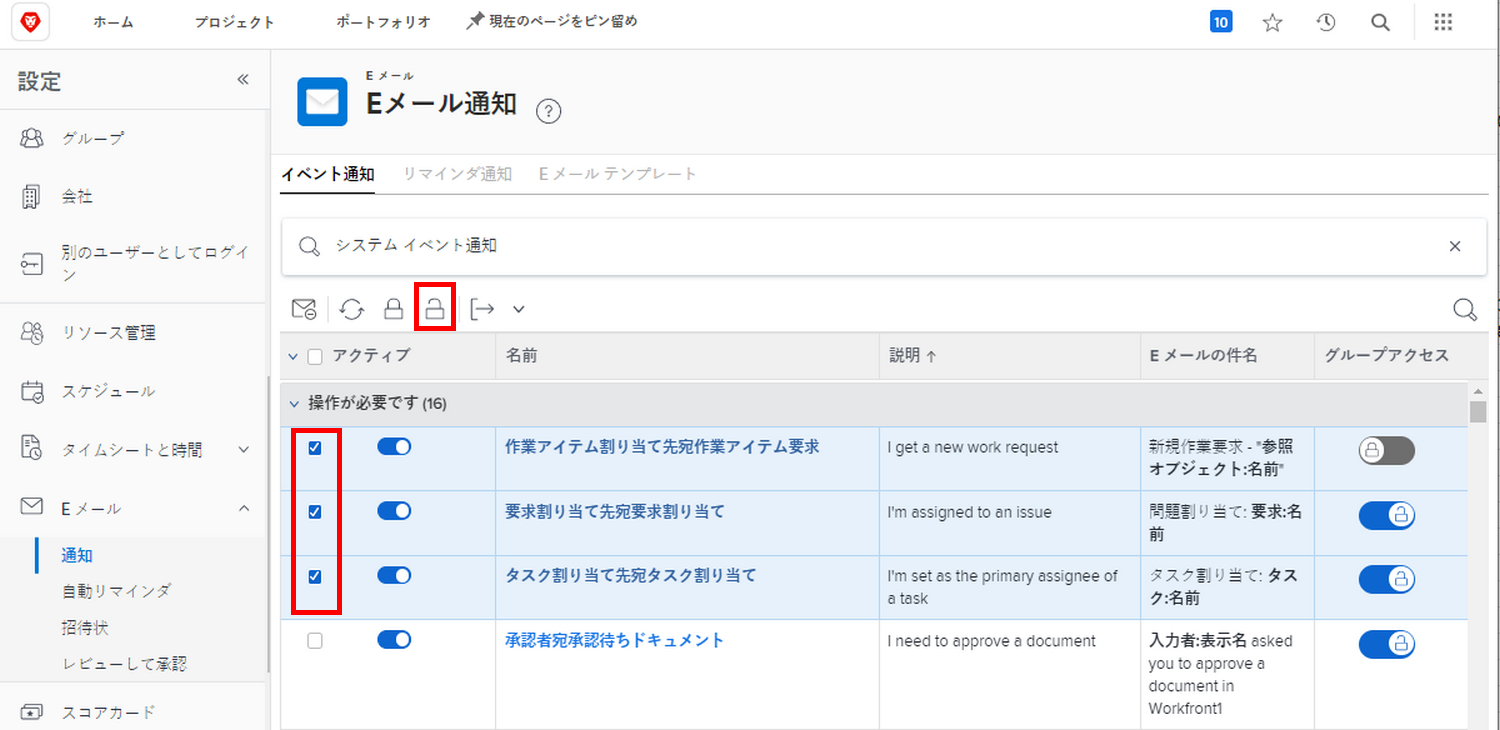 ホーム
プロジェクト
ポートフォリオ
現在のページをピン留め
10
設定
グループ
会社
別のユーザーとしてログイ
ン
リソース管理
スケジュール
タイムシートと時間
E メール
通知
自動リマインダ
招待状
レビューして承認
スコアカード
E メール
Eメール通知
?
イベント通知
リマインダ通知
E メール テンプレート
システム イベント通知
アクティブ
名前
説明 ↑
E メールの件名
グループアクセス
操作が必要です (16)
作業アイテム割り当て先宛作業アイテム要求
I get a new work request
新規作業要求 - "参照
オブジェクト:名前"
要求割り当て先宛要求割り当て
I'm assigned to an issue
問題割り当て: 要求:名
前
タスク割り当て先宛タスク割り当て
I'm set as the primary assignee of
a task
タスク割り当て: タス
ク:名前
承認者宛承認待ちドキュメント
I need to approve a document
入力者:表示名 asked
you to approve a
document in
Workfront1